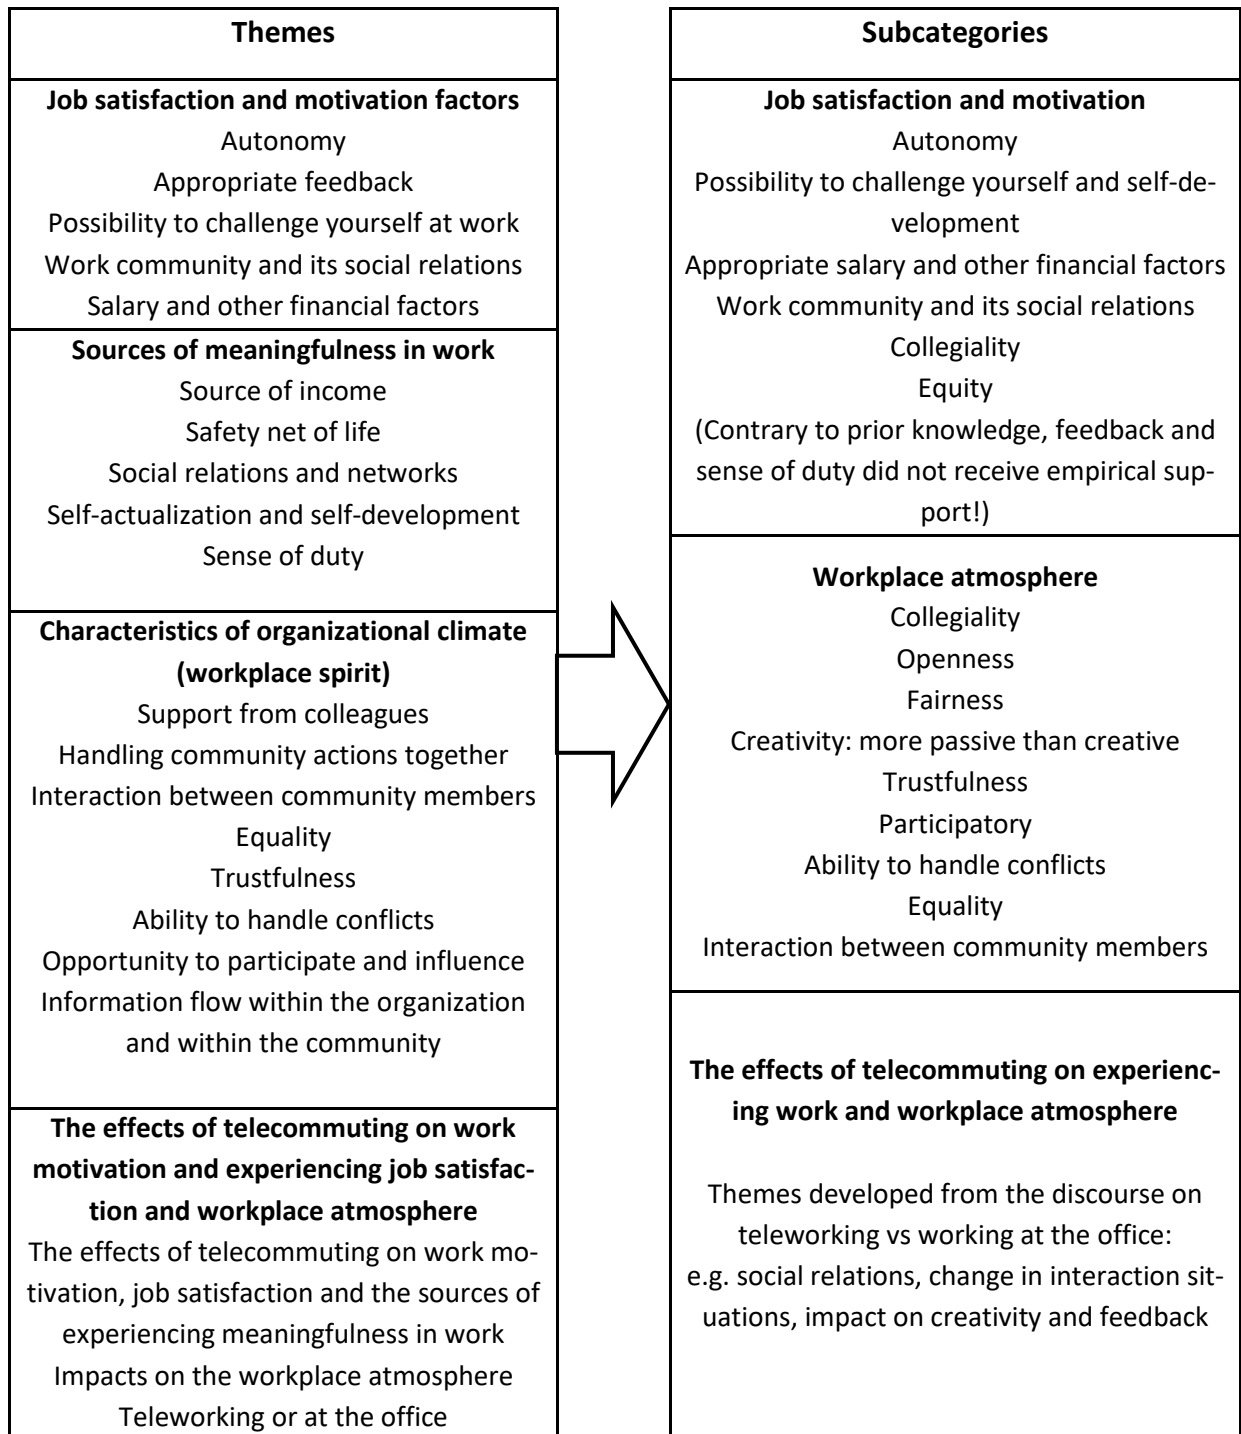 Themes
Job satisfaction and motivation factors
Autonomy
Appropriate feedback
Possibility to challenge yourself at work
Work community and its social relations
Salary and other financial factors
Sources of meaningfulness in work
Source of income
Safety net of life
Social relations and networks
Self-actualization and self-development
Sense of duty
Characteristics of organizational climate
(workplace spirit)
Support from colleagues
Handling community actions together
Interaction between community members
Equality
Trustfulness
Ability to handle conflicts
Opportunity to participate and influence
Information flow within the organization
and within the community
The effects of telecommuting on work
motivation and experiencing job satisfac-
tion and workplace atmosphere
The effects of telecommuting on work mo-
tivation, job satisfaction and the sources of
experiencing meaningfulness in work
Impacts on the workplace atmosphere
Teleworking or at the office
Subcategories
Job satisfaction and motivation
Autonomy
Possibility to challenge yourself and self-de-
velopment
Appropriate salary and other financial factors
Work community and its social relations
Collegiality
Equity
(Contrary to prior knowledge, feedback and
sense of duty did not receive empirical sup-
port!)
Workplace atmosphere
Collegiality
Openness
Fairness
Creativity: more passive than creative
Trustfulness
Participatory
Ability to handle conflicts
Equality
Interaction between community members
The effects of telecommuting on experienc-
ing work and workplace atmosphere
Themes developed from the discourse on
teleworking vs working at the office:
e.g. social relations, change in interaction sit-
uations, impact on creativity and feedback